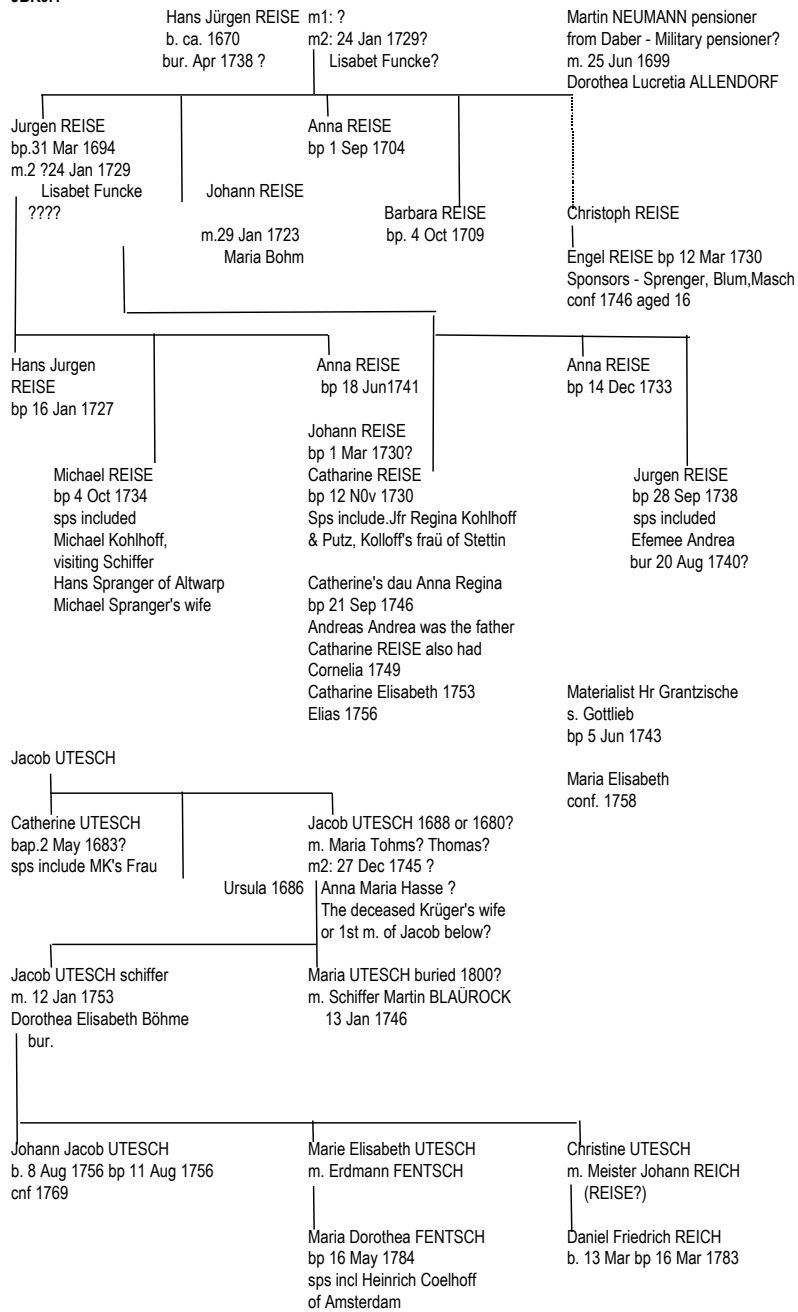 Hans Jürgen REISE m1: ?
b. ca. 1670 m2: 24 Jan 1729?
bur. Apr 1738 ? Lisabet Funcke?
Martin NEUMANN pensioner
from Daber - Military pensioner?
m. 25 Jun 1699
Dorothea Lucretia ALLENDORF
Jurgen REISE
bp.31 Mar 1694
m.2 ?24 Jan 1729
Lisabet Funcke
????
Johann REISE
m.29 Jan 1723
Maria Bohm
Anna REISE
bp 1 Sep 1704
Barbara REISE
bp. 4 Oct 1709
Christoph REISE
Engel REISE bp 12 Mar 1730
Sponsors - Sprenger, Blum,Masch
conf 1746 aged 16
Hans Jurgen
REISE
bp 16 Jan 1727
Michael REISE
bp 4 Oct 1734
sps included
Michael Kohlhoff,
visiting Schiffer
Hans Spranger of Altwarp
Michael Spranger's wife
Anna REISE
bp 18 Jun1741
Johann REISE
bp 1 Mar 1730?
Catharine REISE
bp 12 N0v 1730
Sps include.Jfr Regina Kohlhoff
& Putz, Kolloff's fraü of Stettin
Catherine's dau Anna Regina
bp 21 Sep 1746
Andreas Andrea was the father
Catharine REISE also had
Cornelia 1749
Catharine Elisabeth 1753
Elias 1756
Anna REISE
bp 14 Dec 1733
Jurgen REISE
bp 28 Sep 1738
sps included
Efemee Andrea
bur 20 Aug 1740?
Materialist Hr Grantzische
s. Gottlieb
bp 5 Jun 1743
Maria Elisabeth
conf. 1758
Jacob UTESCH
Catherine UTESCH
bap.2 May 1683?
sps include MK's Frau
Ursula 1686
Jacob UTESCH 1688 or 1680?
m. Maria Tohms? Thomas?
m2: 27 Dec 1745 ?
Anna Maria Hasse ?
The deceased Krüger's wife
or 1st m. of Jacob below?
Jacob UTESCH schiffer
m. 12 Jan 1753
Dorothea Elisabeth Böhme
bur.
Maria UTESCH buried 1800?
m. Schiffer Martin BLAÜROCK
13 Jan 1746
Johann Jacob UTESCH
b. 8 Aug 1756 bp 11 Aug 1756
cnf 1769
Marie Elisabeth UTESCH
m. Erdmann FENTSCH
Maria Dorothea FENTSCH
bp 16 May 1784
sps incl Heinrich Coelhoff
of Amsterdam
Christine UTESCH
m. Meister Johann REICH
(REISE?)
Daniel Friedrich REICH
b. 13 Mar bp 16 Mar 1783